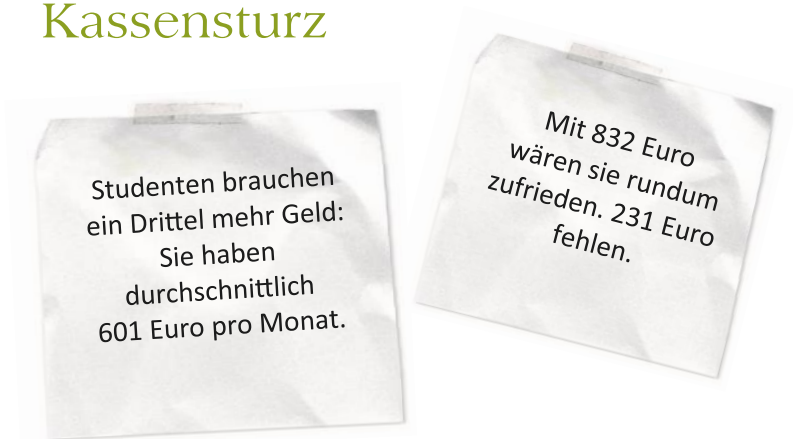 Kassensturz
Studenten brauchen
ein Drittel mehr Geld:
Sie haben
durchschnittlich
601 Euro pro Monat.
Mit 832 Euro
wären sie rundum
zufrieden. 231 Euro
fehlen.